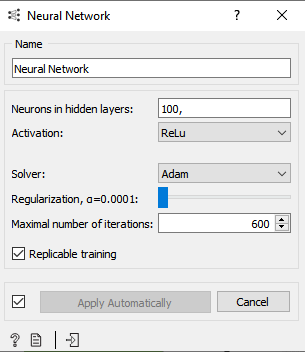 Neural Network
?
Name
Neural Network
Neurons in hidden layers: 100,
Activation: ReLu
Solver: Adam
Regularization, α=0.0001:
Maximal number of iterations: 600
Replicable training
Apply Automatically Cancel
?